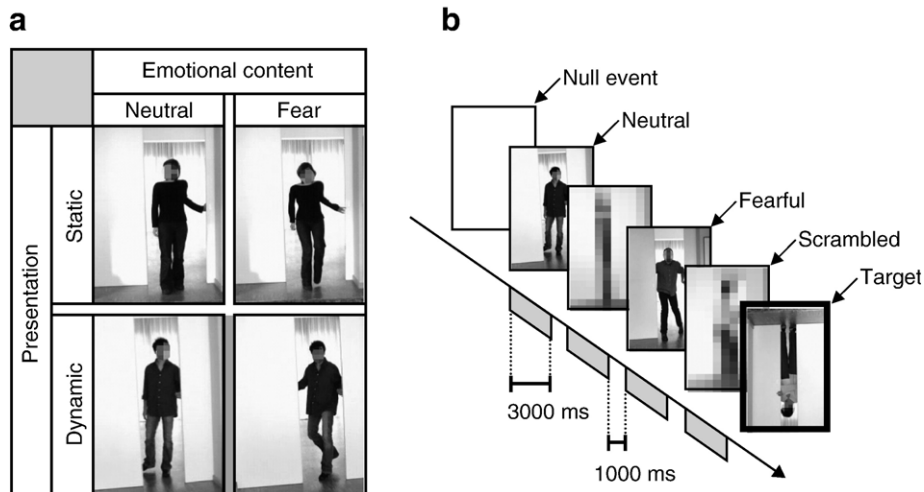 a
Emotional content
Neutral
Fear
Presentation
Static
Dynamic
b
Null event
Neutral
Fearful
Scrambled
Target
3000 ms
1000 ms